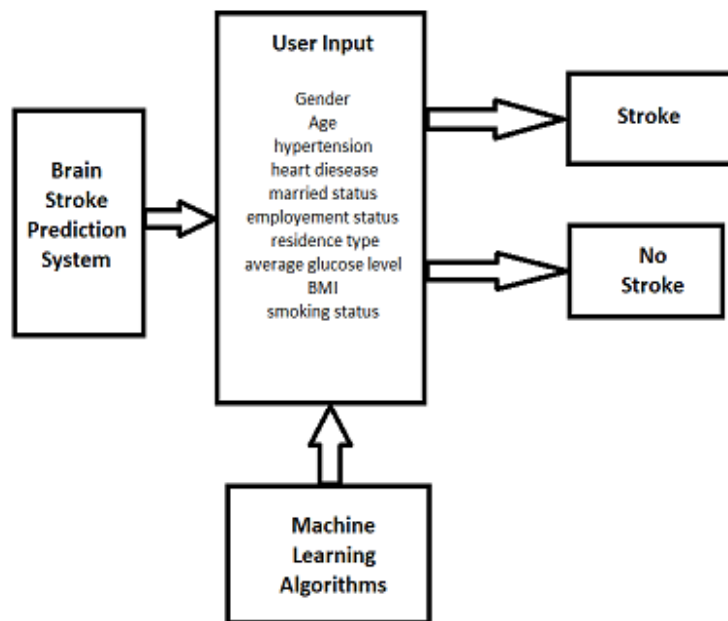 Brain
Stroke
Prediction
System
User Input
Gender
Age
hypertension
heart diesease
married status
employement status
residence type
average glucose level
BMI
smoking status
Stroke
No
Stroke
Machine
Learning
Algorithms